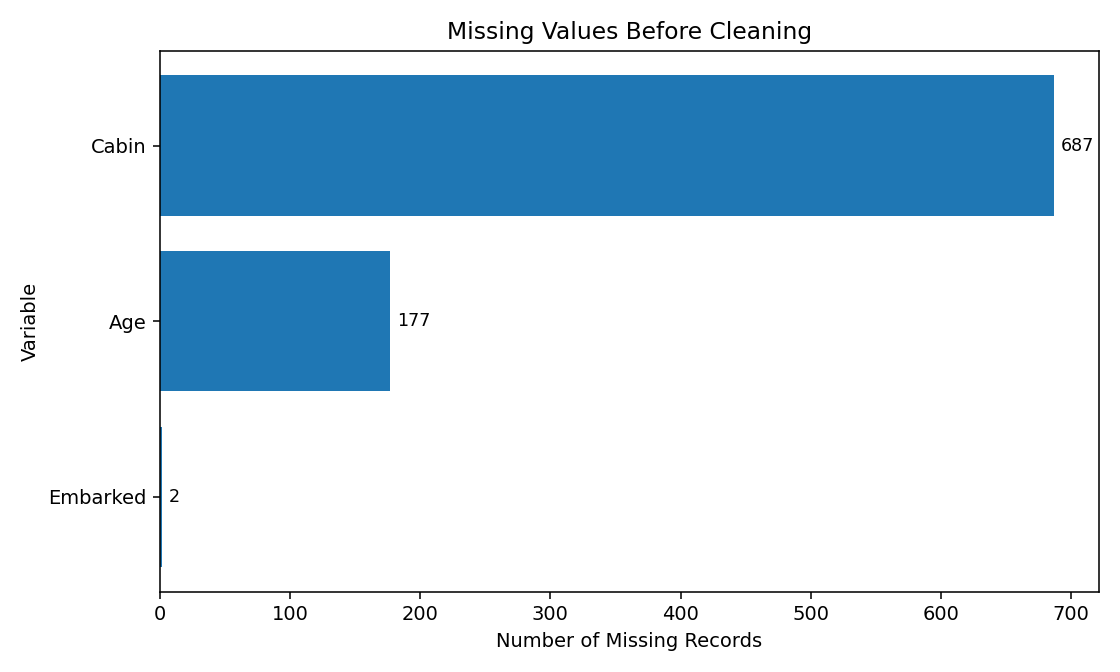 Missing Values Before Cleaning
Variable
Cabin
687
Age
177
Embarked
2
0 100 200 300 400 500 600 700
Number of Missing Records